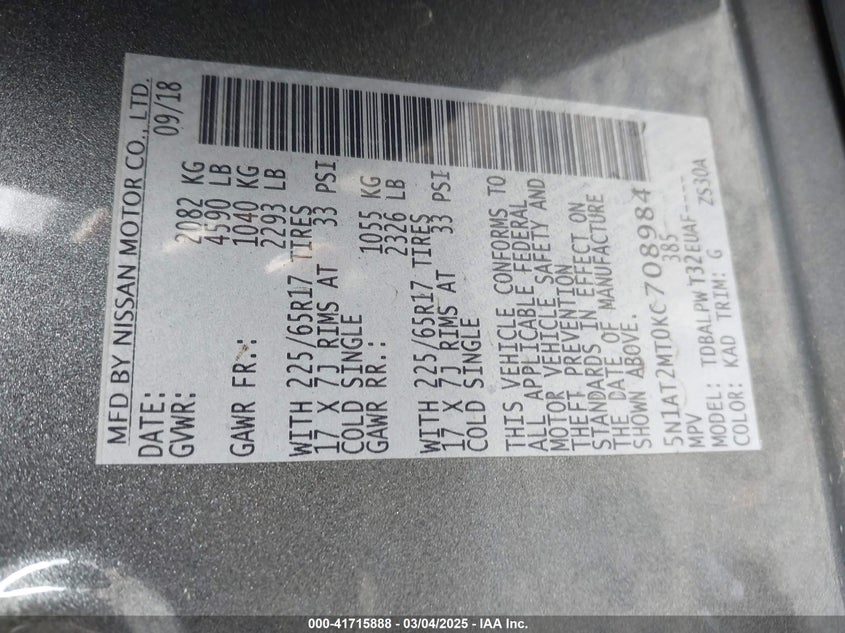 MFD BY NISSAN MOTOR CO., LTD.
DATE: 09/18
GVWR: 2082 KG
4590 LB
GAWR FR.: 1040 KG
2293 LB
WITH 225/65R17 TIRES
17 X 7J RIMS AT 33 PSI
COLD SINGLE
GAWR RR.: 1055 KG
2326 LB
WITH 225/65R17 TIRES
17 X 7J RIMS AT 33 PSI
COLD SINGLE
THIS VEHICLE CONFORMS TO
ALL APPLICABLE FEDERAL
MOTOR VEHICLE SAFETY AND
THEFT PREVENTION
STANDARDS IN EFFECT ON
THE DATE OF MANUFACTURE
SHOWN ABOVE.
5N1AT2MT0KC708984
MPV 385
MODEL: TDBALPW T32EUAF----
COLOR: KAD TRIM: G ZS30A
000-41715888 - 03/04/2025 - IAA Inc.